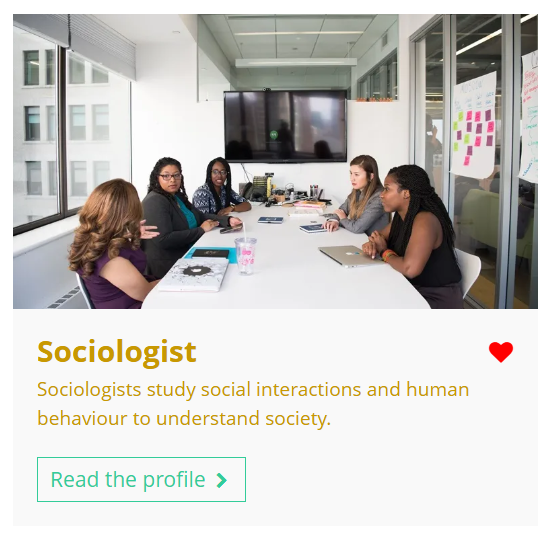 Sociologist
Sociologists study social interactions and human
behaviour to understand society.
Read the profile